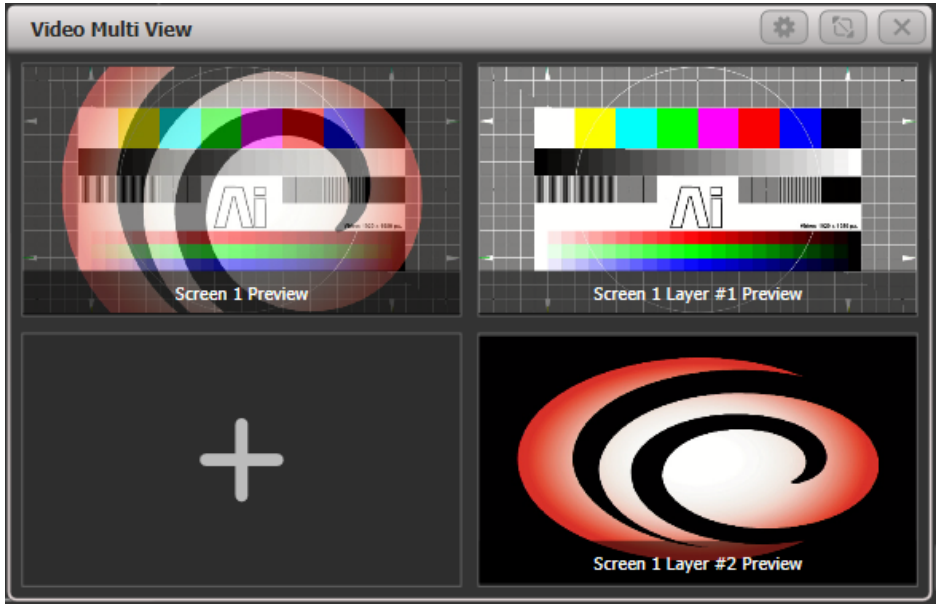 Video Multi View
Ai
Screen 1 Preview
Ai
Screen 1 Layer #1 Preview
Screen 1 Layer #2 Preview